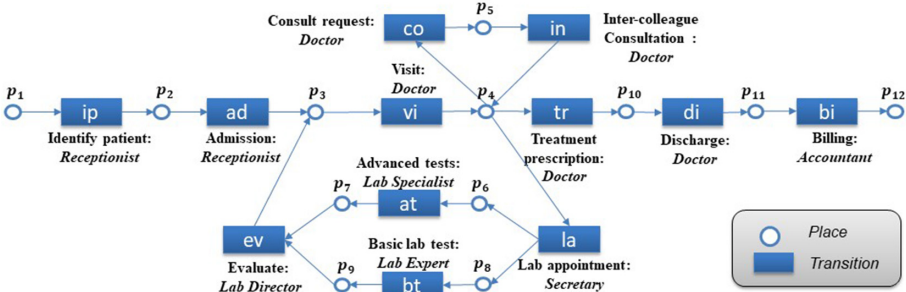 p5
Consult request:
Doctor
co
in
Inter-colleague
Consultation :
Doctor
Visit:
Doctor
p1
p2
p3
p4
p10
p11
p12
ip
ad
vi
tr
di
bi
Identify patient:
Receptionist
Admission:
Receptionist
Treatment
prescription:
Doctor
Discharge:
Doctor
Billing:
Accountant
Advanced tests:
Lab Specialist
p7
p6
at
ev
la
Evaluate:
Lab Director
Basic lab test:
Lab Expert
p9
p8
bt
Lab appointment:
Secretary
Place
Transition